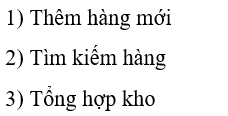 1) Thêm hàng mới
2) Tìm kiếm hàng
3) Tổng hợp kho